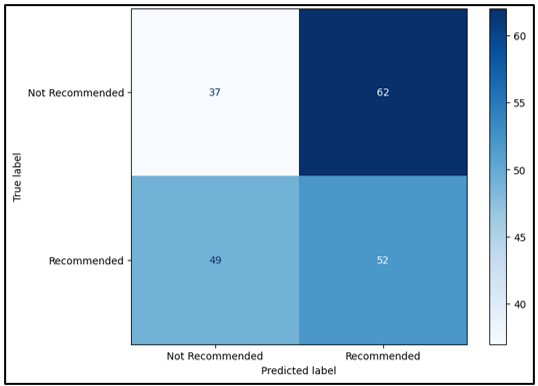 Not Recommended
37
62
Recommended
49
52
True label
Not Recommended
Recommended
Predicted label
60
55
50
45
40